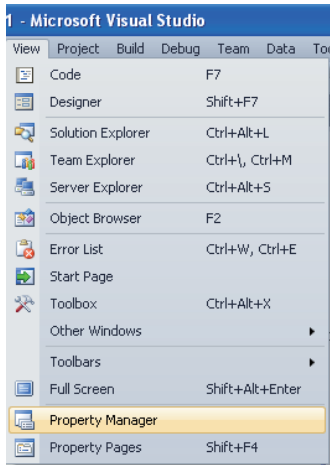 1 - Microsoft Visual Studio
View Project Build Debug Team Data Too
Code F7
Designer Shift+F7
Solution Explorer Ctrl+Alt+L
Team Explorer Ctrl+\, Ctrl+M
Server Explorer Ctrl+Alt+S
Object Browser F2
Error List Ctrl+W, Ctrl+E
Start Page
Toolbox Ctrl+Alt+X
Other Windows
Toolbars
Full Screen Shift+Alt+Enter
Property Manager
Property Pages Shift+F4